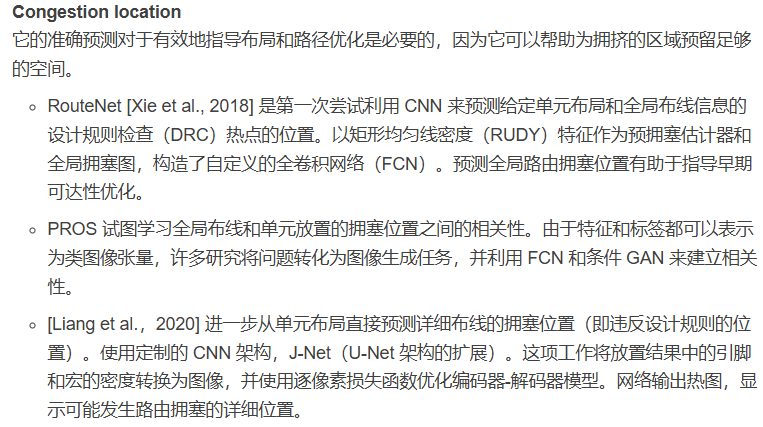 Congestion location
它的准确预测对于有效地指导布局和路径优化是必要的，因为它可以帮助为拥挤的区域预留足够
的空间。
RouteNet [Xie et al., 2018] 是第一次尝试利用 CNN 来预测给定单元布局和全局布线信息的
设计规则检查（DRC）热点的位置。以矩形均匀线密度（RUDY）特征作为预拥塞估计器和
全局拥塞图，构造了自定义的全卷积网络（FCN）。预测全局路由拥塞位置有助于指导早期
可达性优化。
PROS 试图学习全局布线和单元放置的拥塞位置之间的相关性。由于特征和标签都可以表示
为类图像张量，许多研究将问题转化为图像生成任务，并利用 FCN 和条件 GAN 来建立相关
性。
[Liang et al.，2020] 进一步从单元布局直接预测详细布线的拥塞位置（即违反设计规则的位
置）。使用定制的 CNN 架构，J-Net（U-Net 架构的扩展）。这项工作将放置结果中的引脚
和宏的密度转换为图像，并使用逐像素损失函数优化编码器-解码器模型。网络输出热图，显
示可能发生路由拥塞的详细位置。